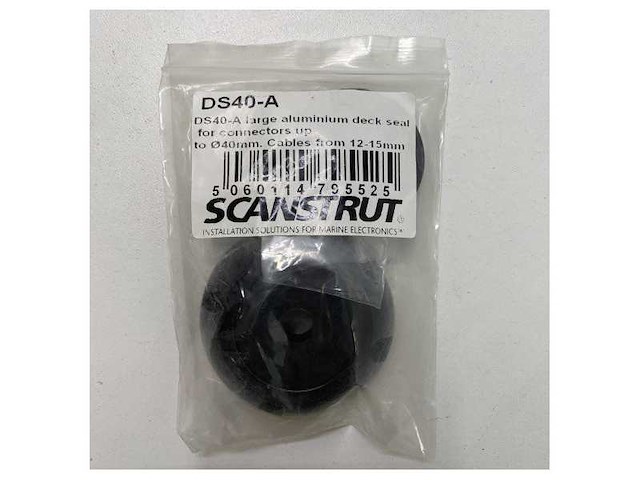 DS40-A
DS40-A large aluminium deck seal
for connectors up
to Ø40mm. Cables from 12-15mm
5 060114 795525
SCANSTRUT®
INSTALLATION SOLUTIONS FOR MARINE ELECTRONICS™